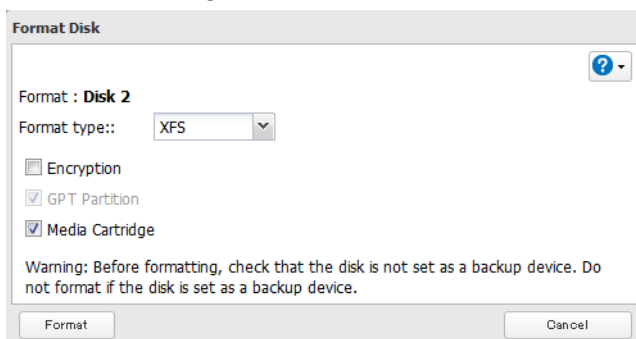 Format Disk
?
Format : Disk 2
Format type:: XFS
Encryption
GPT Partition
Media Cartridge
Warning: Before formatting, check that the disk is not set as a backup device. Do
not format if the disk is set as a backup device.
Format Cancel